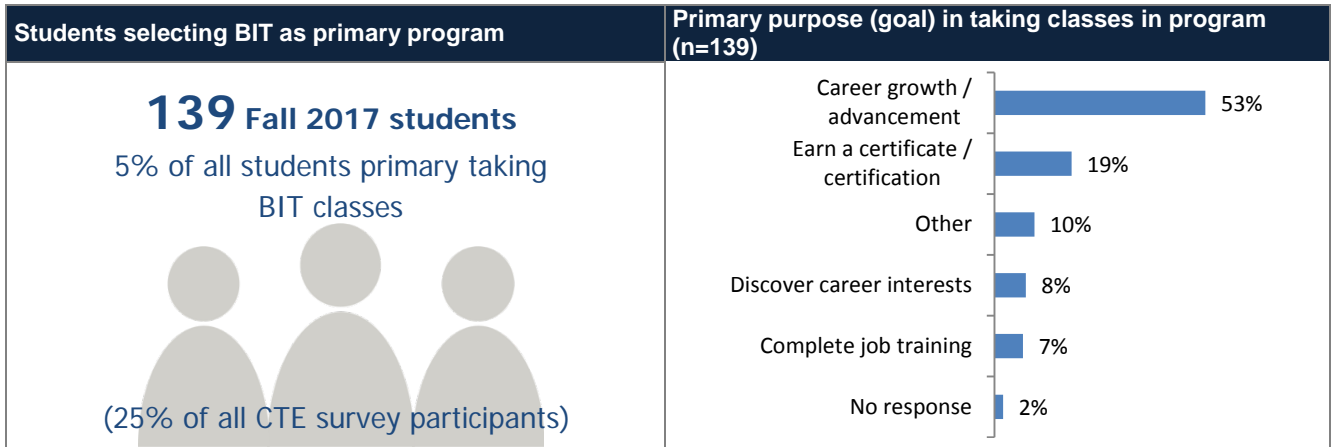 Students selecting BIT as primary program
139 Fall 2017 students
5% of all students primary taking
BIT classes
(25% of all CTE survey participants)
Primary purpose (goal) in taking classes in program
(n=139)
Career growth /
advancement
53%
Earn a certificate /
certification
19%
Other
10%
Discover career interests
8%
Complete job training
7%
No response
2%